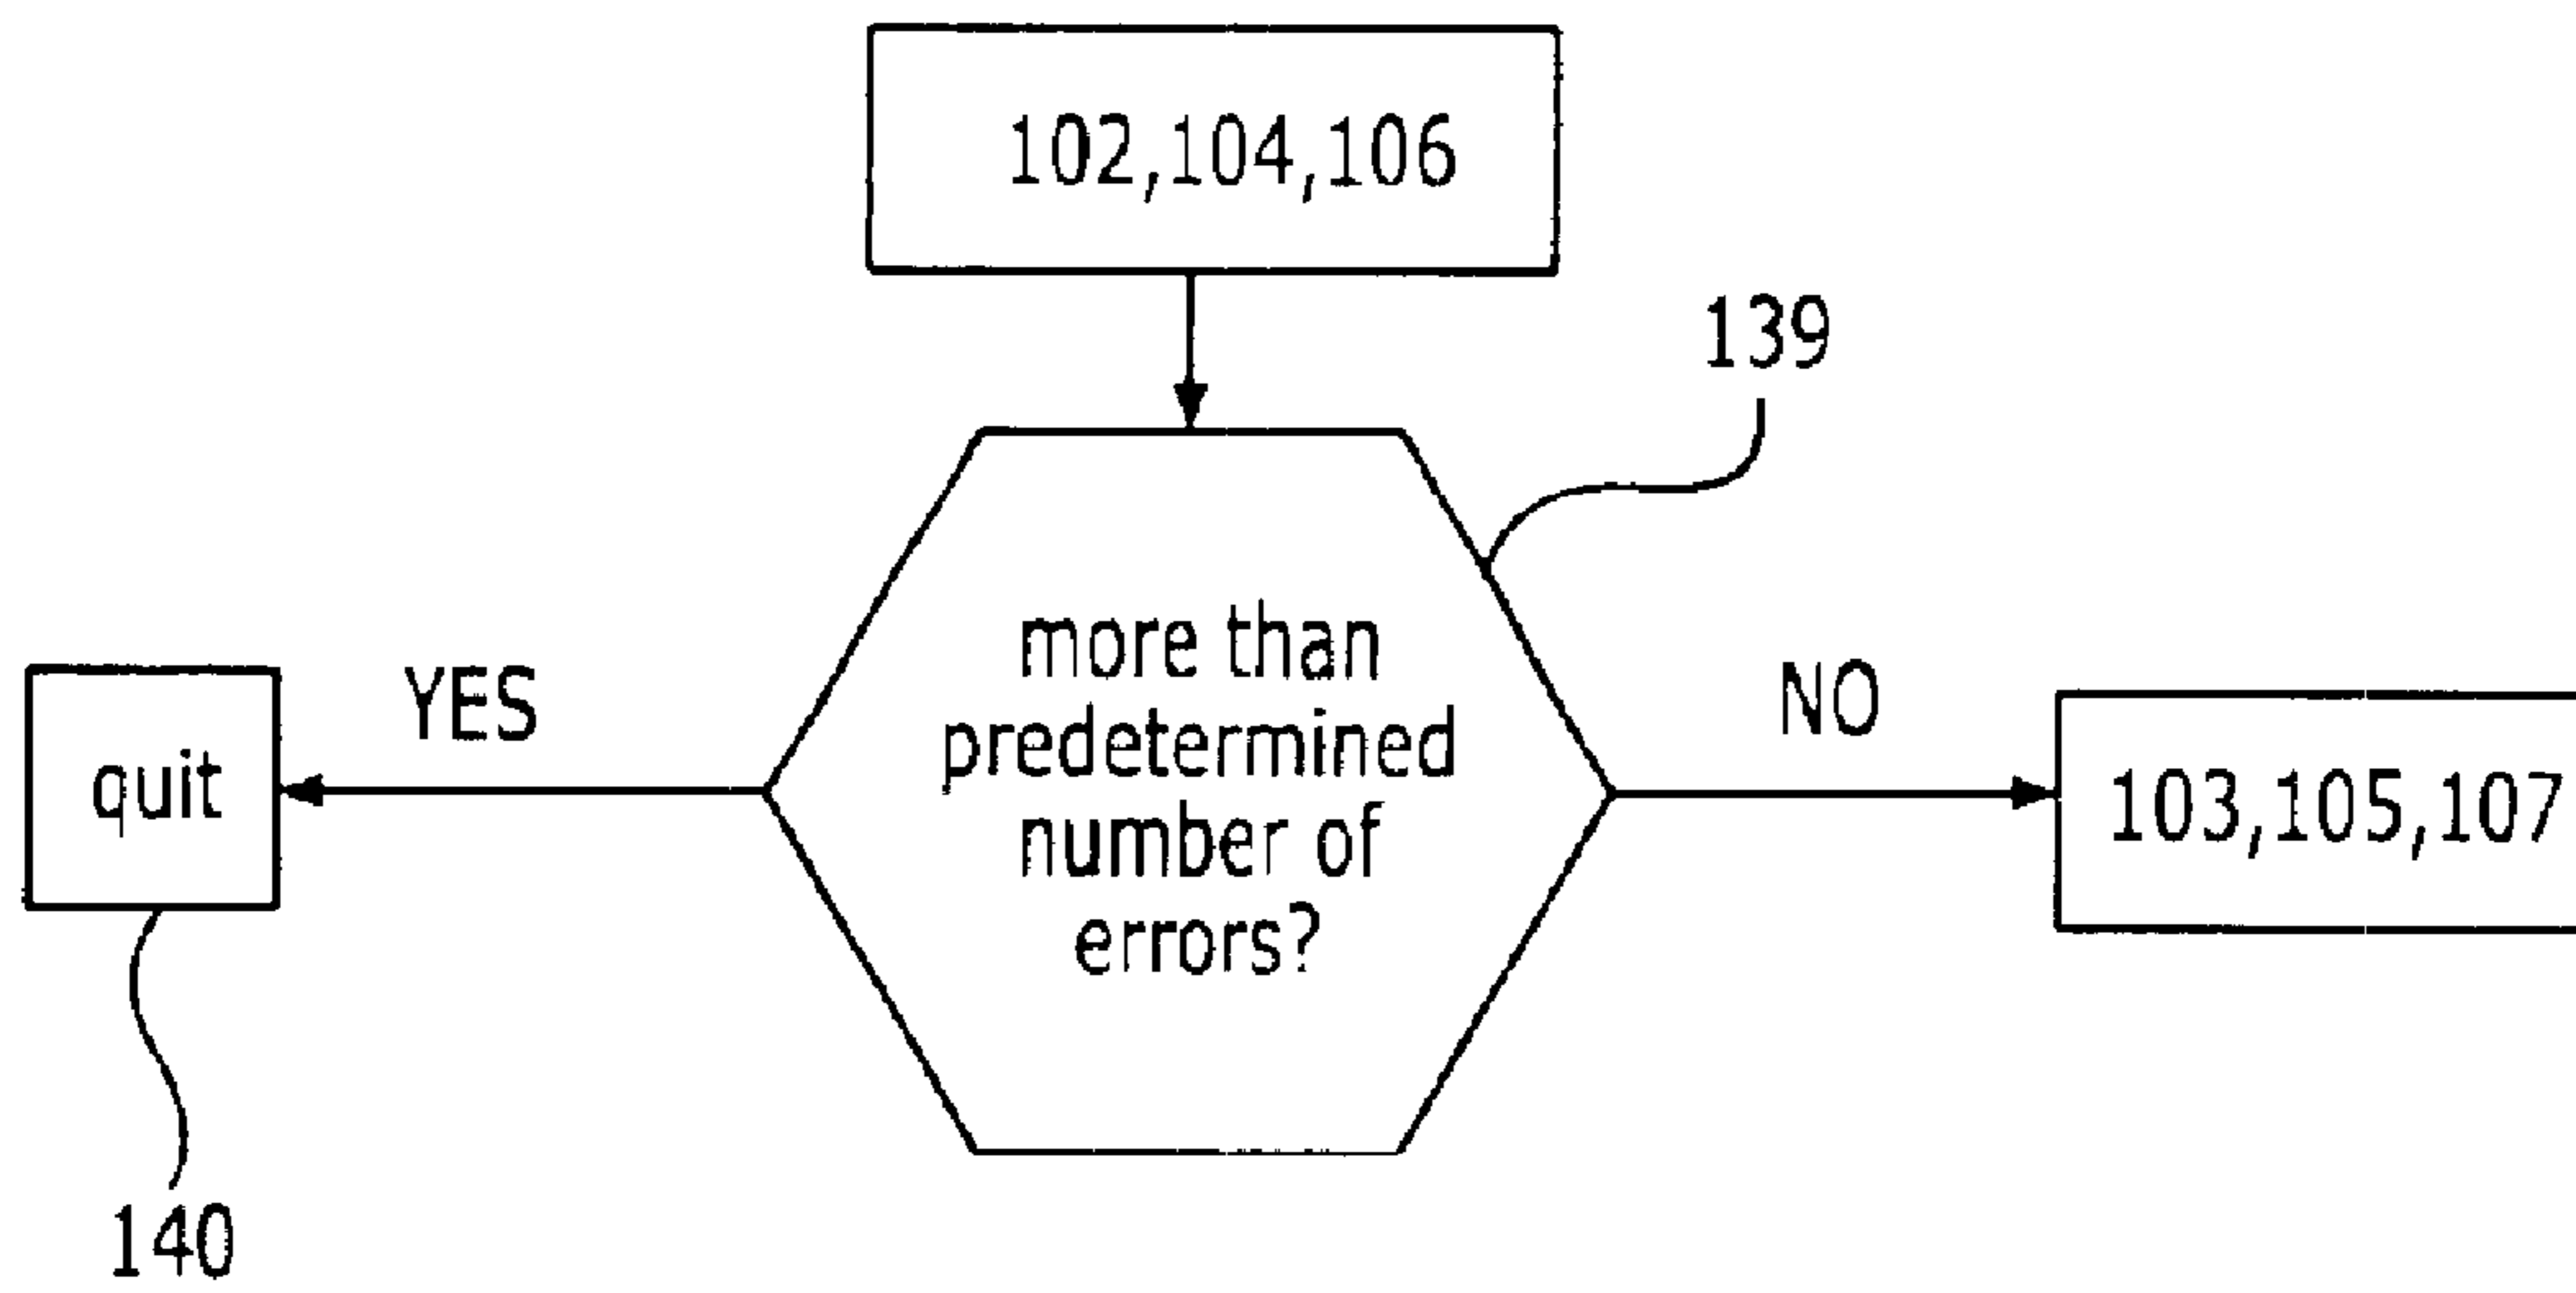 102,104,106
139
more than
predetermined
number of
errors?
YES
quit
NO
103,105,107
140